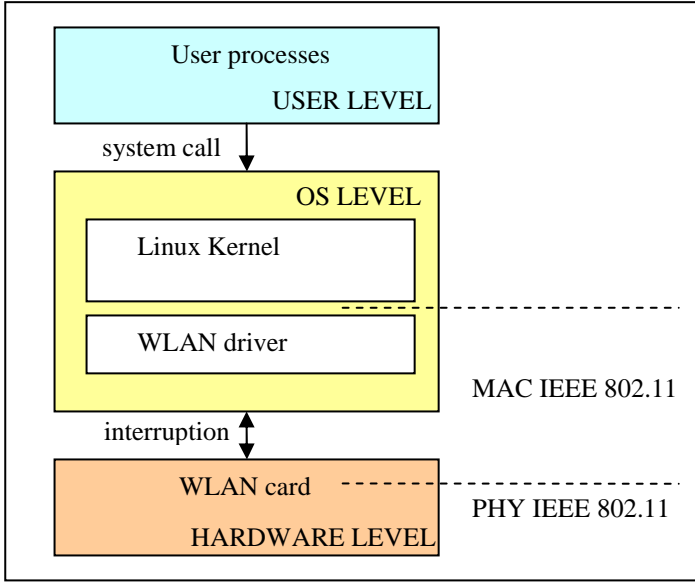 User processes
USER LEVEL
system call
OS LEVEL
Linux Kernel
WLAN driver
MAC IEEE 802.11
interruption
WLAN card
PHY IEEE 802.11
HARDWARE LEVEL